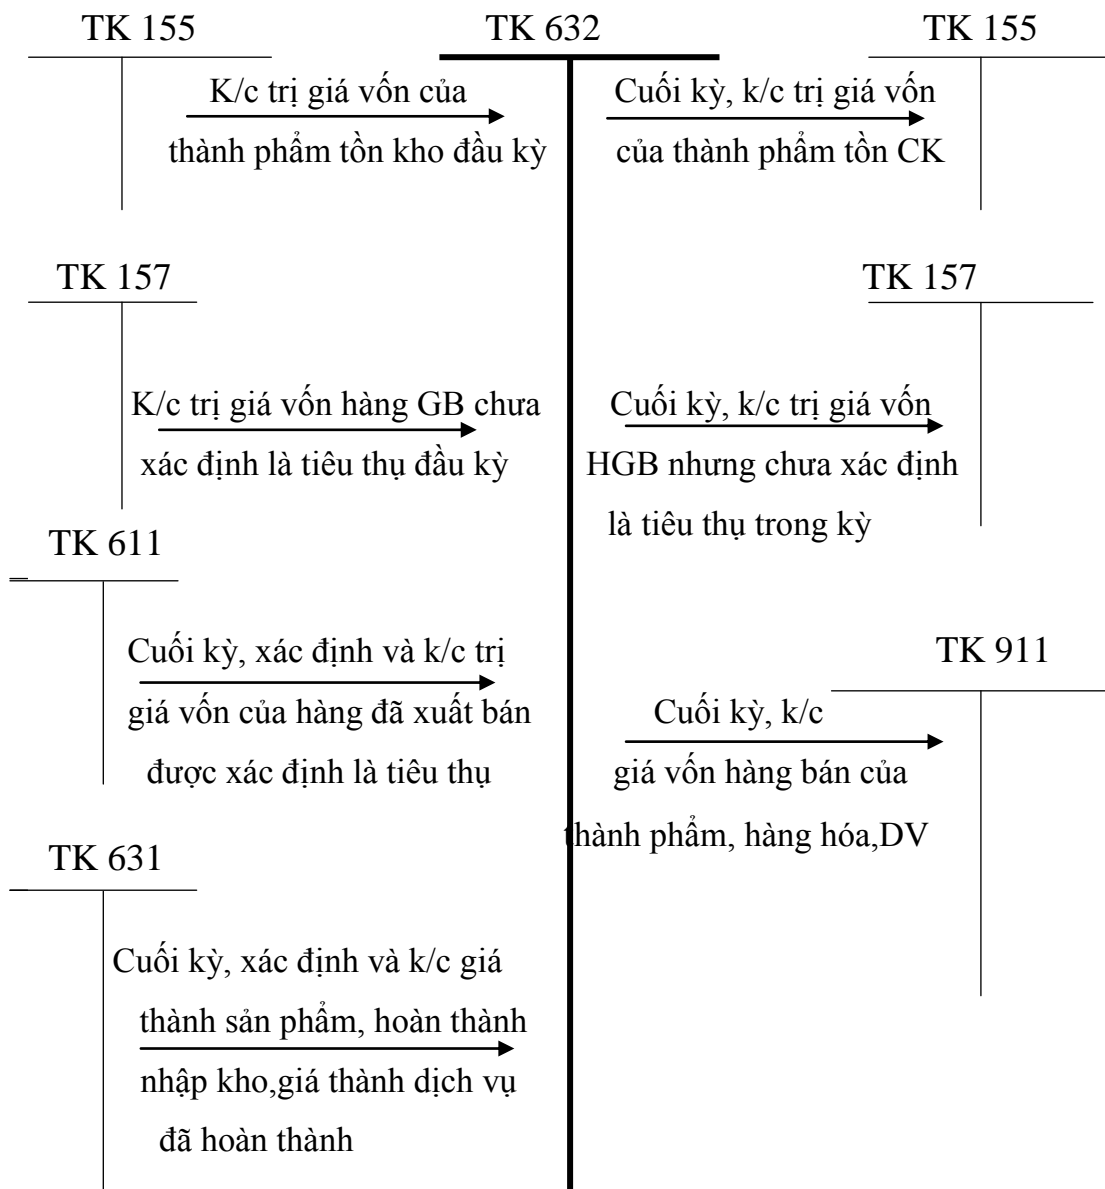 TK 155
TK 632
TK 155
K/c trị giá vốn của
thành phẩm tồn kho đầu kỳ
Cuối kỳ, k/c trị giá vốn
của thành phẩm tồn CK
TK 157
TK 157
K/c trị giá vốn hàng GB chưa
xác định là tiêu thụ đầu kỳ
Cuối kỳ, k/c trị giá vốn
HGB nhưng chưa xác định
là tiêu thụ trong kỳ
TK 611
Cuối kỳ, xác định và k/c trị
giá vốn của hàng đã xuất bán
được xác định là tiêu thụ
TK 911
Cuối kỳ, k/c
giá vốn hàng bán của
thành phẩm, hàng hóa,DV
TK 631
Cuối kỳ, xác định và k/c giá
thành sản phẩm, hoàn thành
nhập kho,giá thành dịch vụ
đã hoàn thành